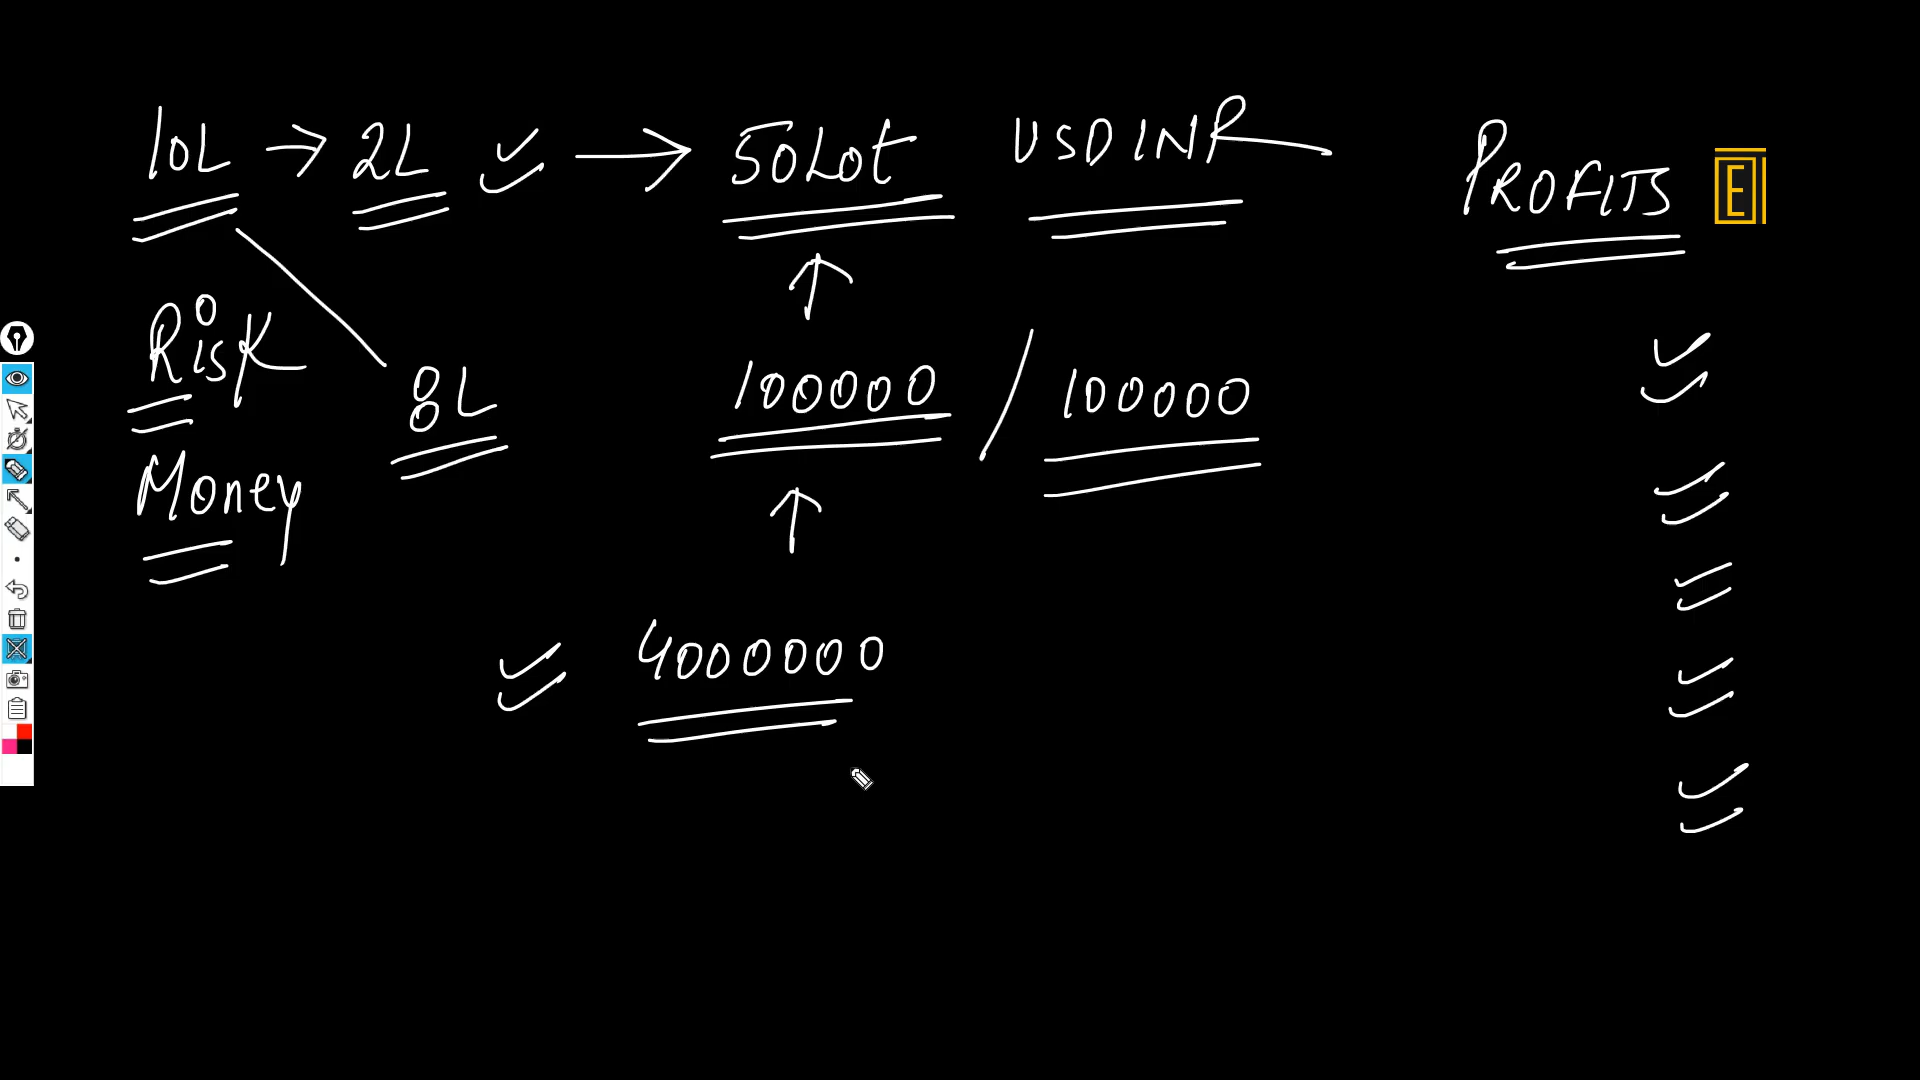 10L → 2L → 50Lot USDINR
PROFITS E
Risk
8L
100000 / 100000
Money
4000000